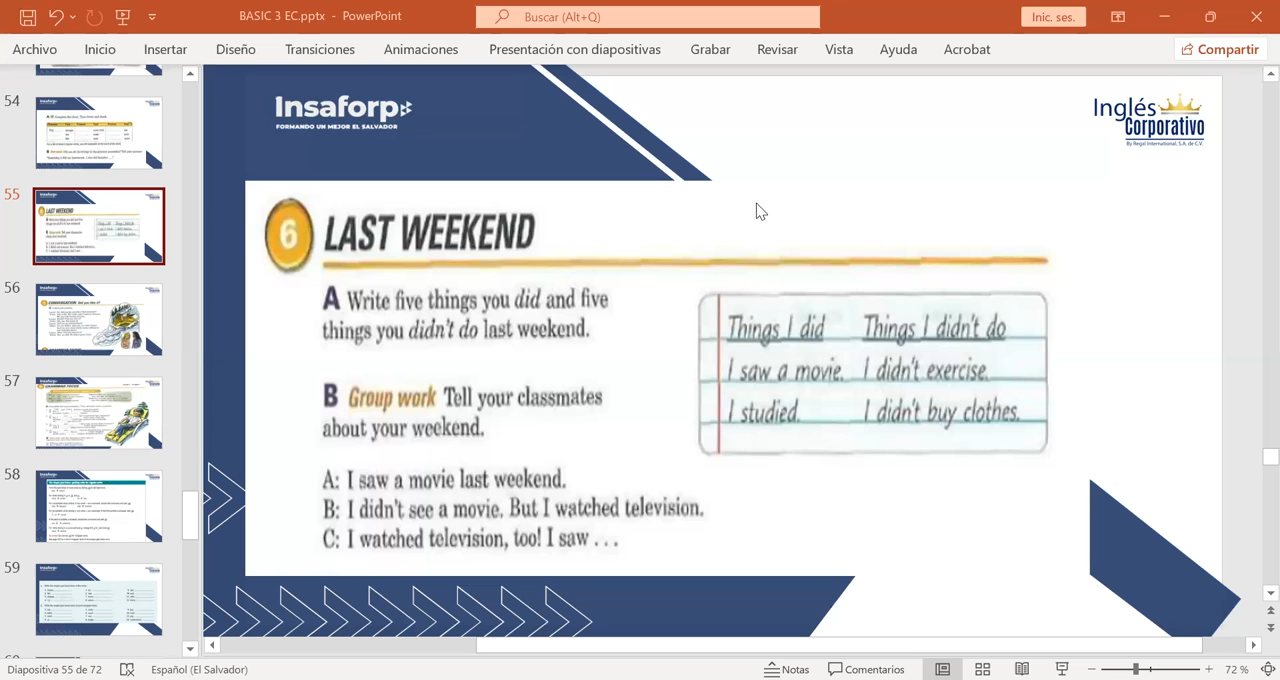 BASIC 3 EC.pptx - PowerPoint
Buscar (Alt+Q)
Inic. ses.
Archivo Inicio Insertar Diseño Transiciones Animaciones Presentación con diapositivas Grabar Revisar Vista Ayuda Acrobat Compartir
54
55
56
57
58
59
Insaforp
FORMANDO UN MEJOR EL SALVADOR
Inglés
Corporativo
By Regal International, S.A. de C.V.
6 LAST WEEKEND
A Write five things you did and five
things you didn't do last weekend.
B Group work Tell your classmates
about your weekend.
A: I saw a movie last weekend.
B: I didn't see a movie. But I watched television.
C: I watched television, too! I saw . . .
Things I did Things I didn't do
I saw a movie. I didn't exercise.
I studied. I didn't buy clothes.
Diapositiva 55 de 72 Español (El Salvador) Notas Comentarios 72 %